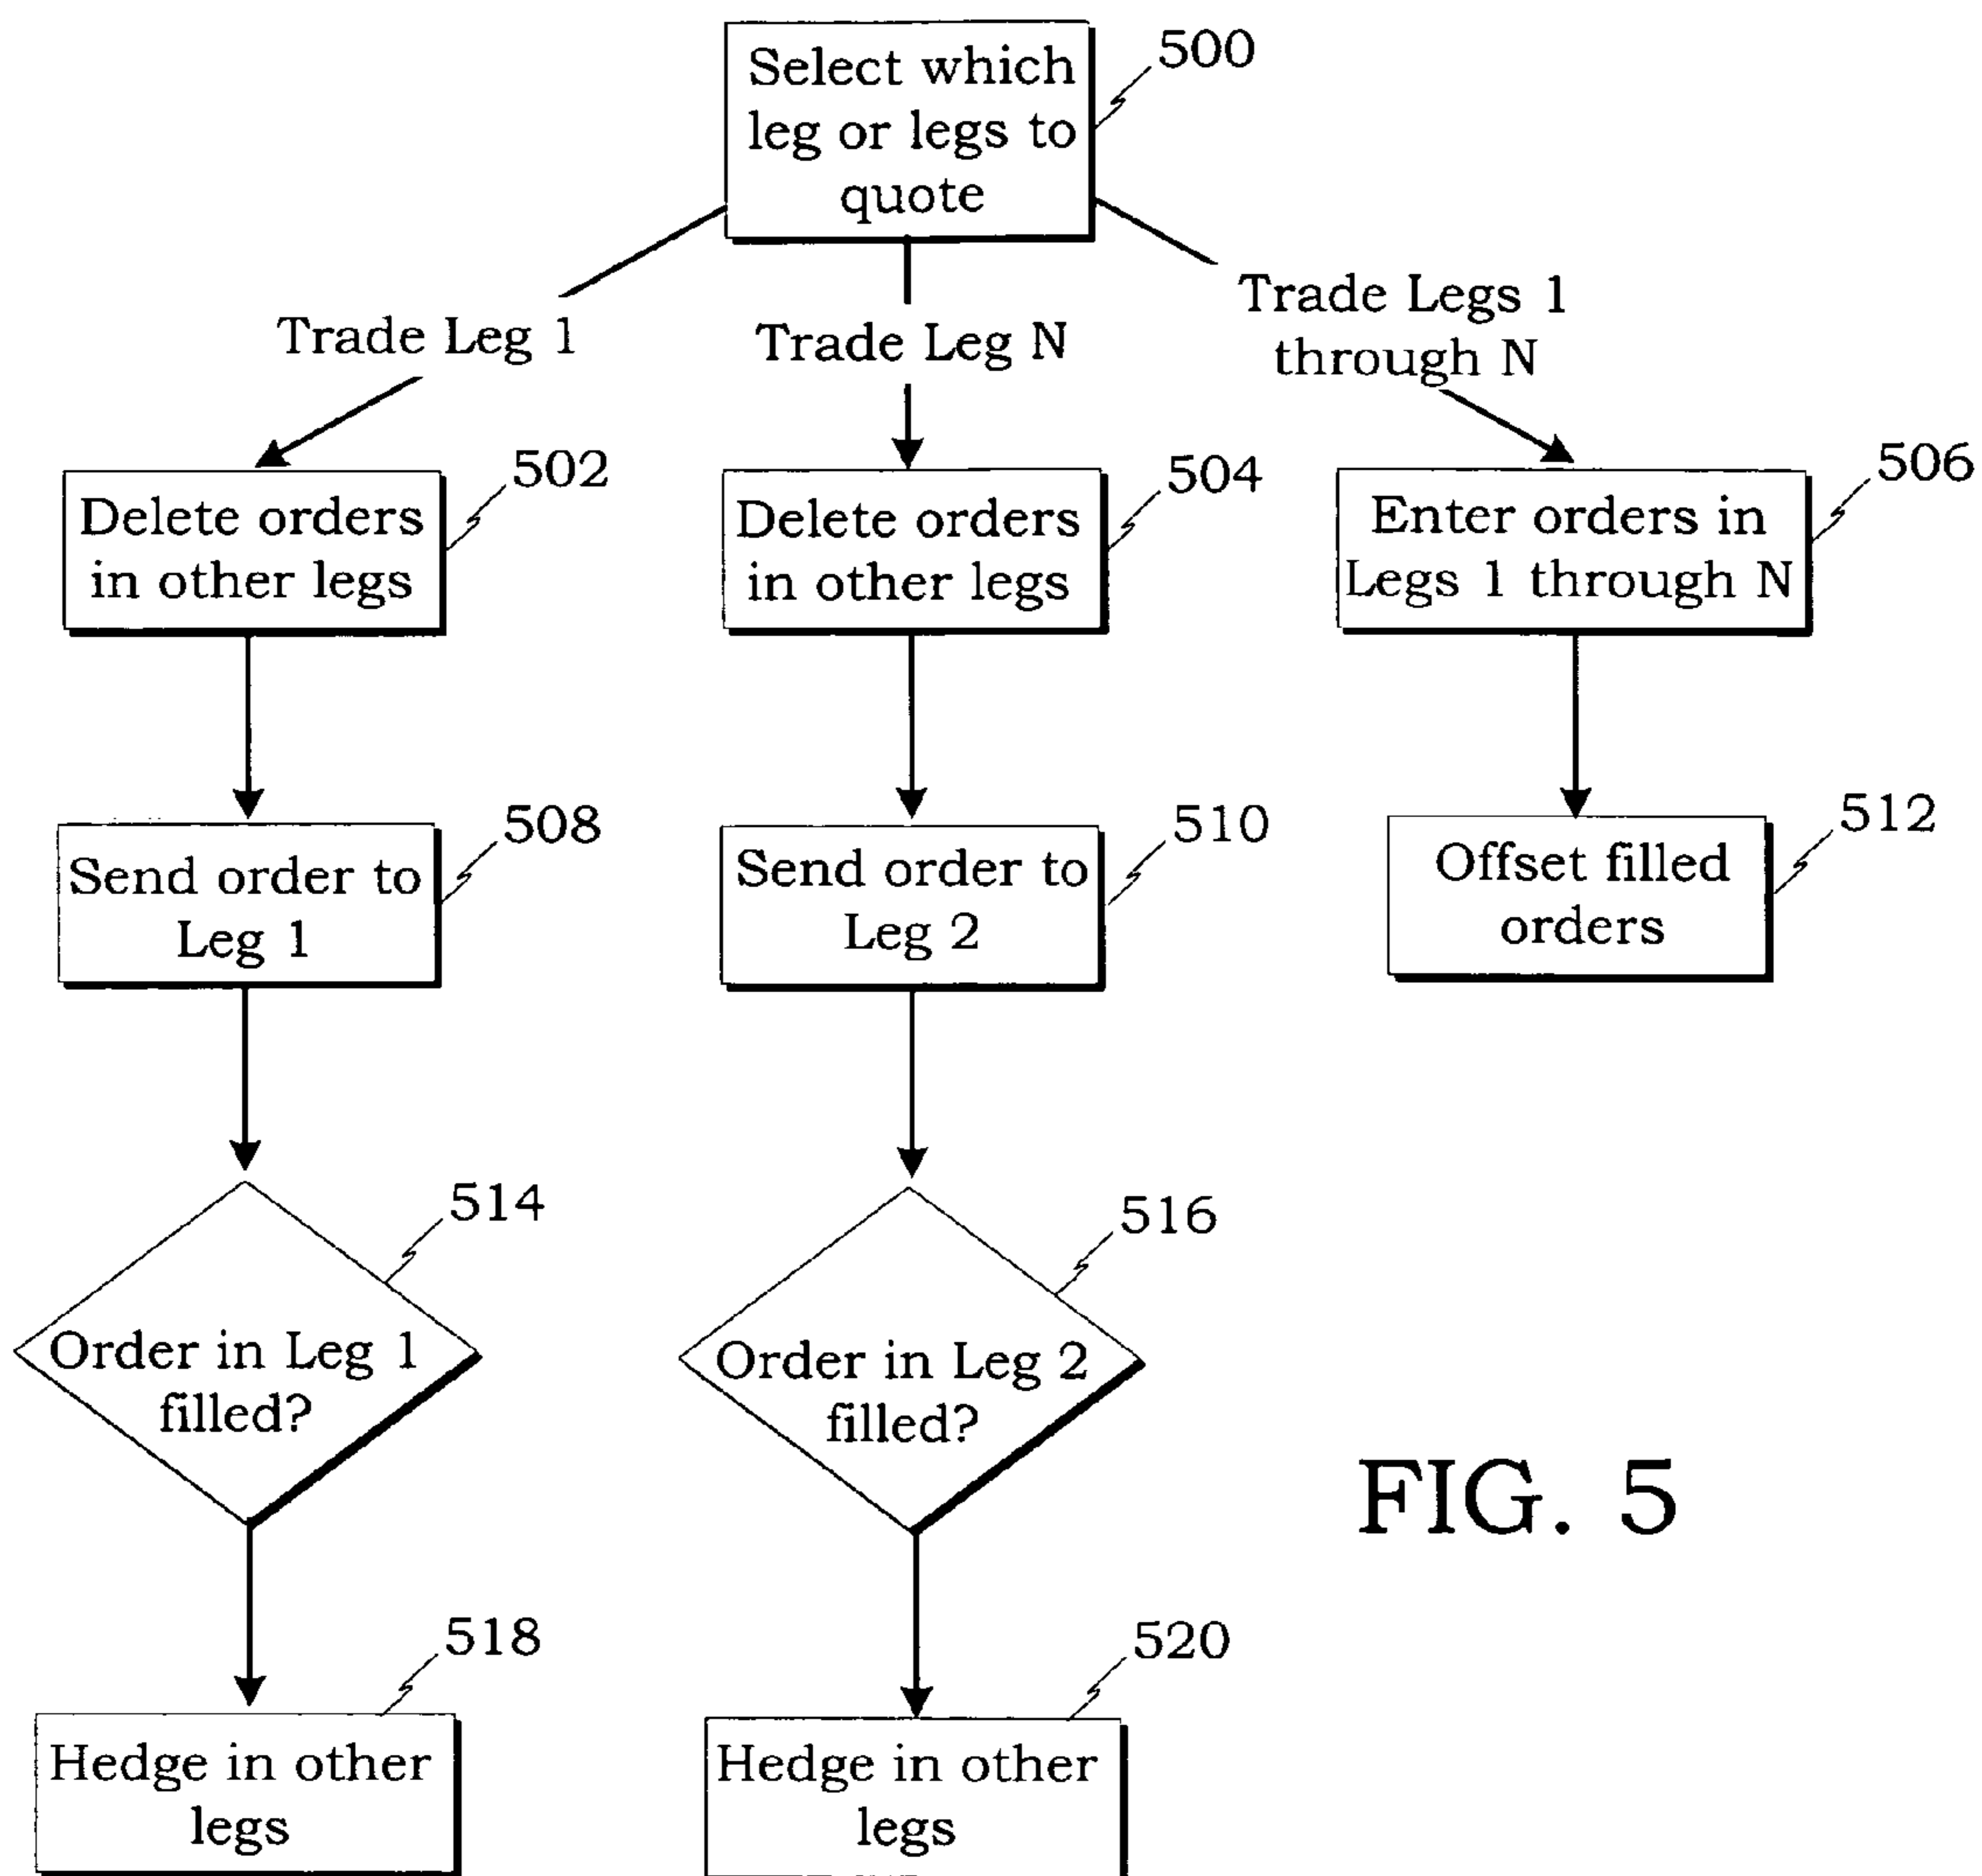 500
Select which
leg or legs to
quote
Trade Leg 1
Trade Leg N
Trade Legs 1
through N
502
Delete orders
in other legs
504
Delete orders
in other legs
506
Enter orders in
Legs 1 through N
508
Send order to
Leg 1
510
Send order to
Leg 2
512
Offset filled
orders
514
Order in Leg 1
filled?
516
Order in Leg 2
filled?
FIG. 5
518
Hedge in other
legs
520
Hedge in other
legs